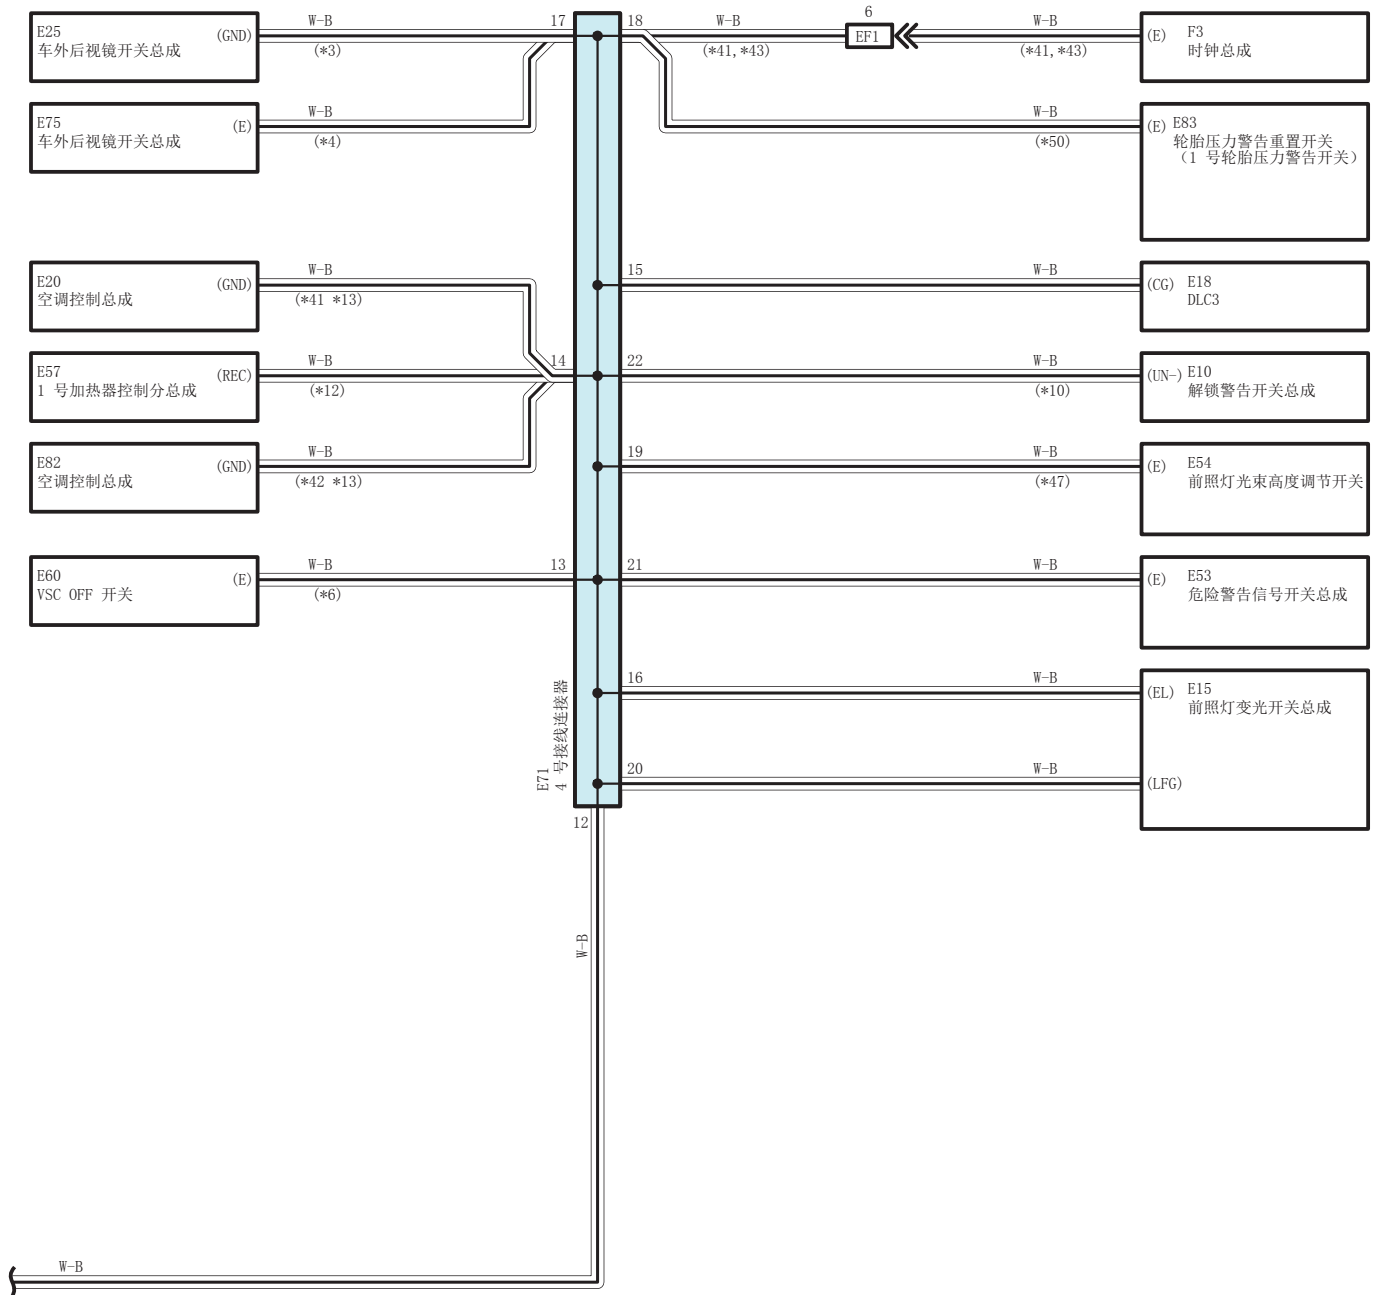 E25
车外后视镜开关总成
(GND)
W-B
(*3)
17
18
W-B
(*41,*43)
6
EF1
W-B
(*41,*43)
(E)
F3
时钟总成
E75
车外后视镜开关总成
(E)
W-B
(*4)
W-B
(*50)
(E)
E83
轮胎压力警告重置开关
（1 号轮胎压力警告开关）
E20
空调控制总成
(GND)
W-B
(*41 *13)
15
W-B
(CG)
E18
DLC3
E57
1 号加热器控制分总成
(REC)
W-B
(*12)
14
22
W-B
(*10)
(UN-)
E10
解锁警告开关总成
E82
空调控制总成
(GND)
W-B
(*42 *13)
19
W-B
(*47)
(E)
E54
前照灯光束高度调节开关
E60
VSC OFF 开关
(E)
W-B
(*6)
13
21
W-B
(E)
E53
危险警告信号开关总成
16
W-B
(EL)
E15
前照灯变光开关总成
E71
4 号接线连接器
20
W-B
(LFG)
12
W-B
W-B